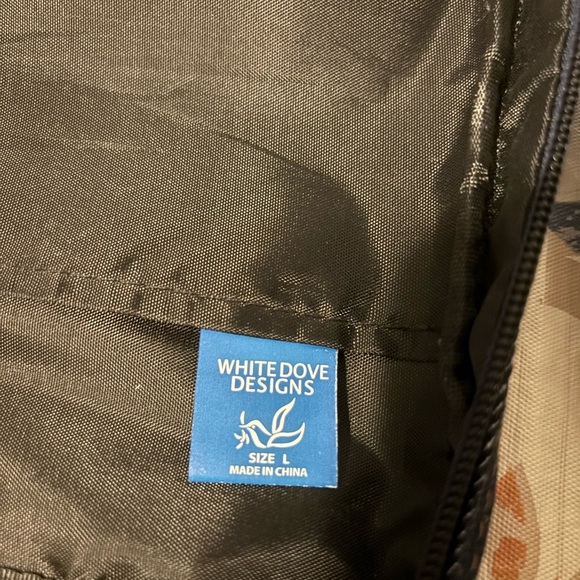 WHITE DOVE
DESIGNS
SIZE L
MADE IN CHINA